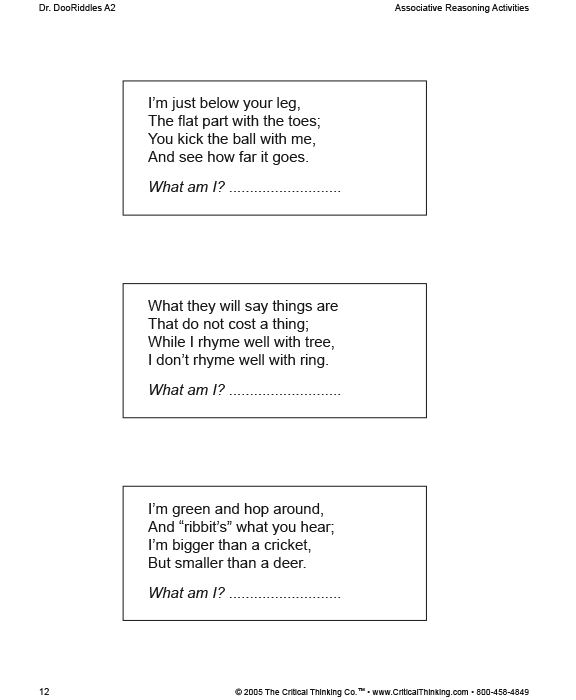 Dr. DooRiddles A2
Associative Reasoning Activities
I'm just below your leg,
The flat part with the toes;
You kick the ball with me,
And see how far it goes.
What am I? ...........................
What they will say things are
That do not cost a thing;
While I rhyme well with tree,
I don't rhyme well with ring.
What am I? ...........................
I'm green and hop around,
And “ribbit's” what you hear;
I'm bigger than a cricket,
But smaller than a deer.
What am I? ...........................
12
© 2005 The Critical Thinking Co.™ • www.CriticalThinking.com • 800-458-4849